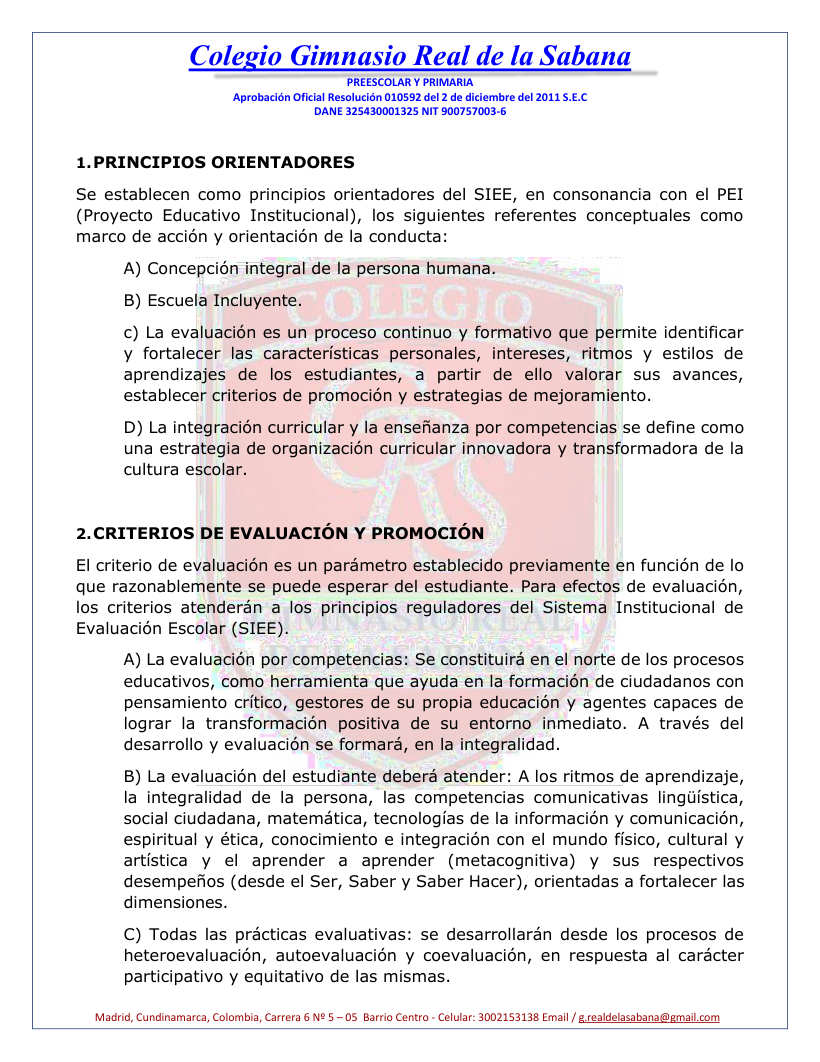 Colegio Gimnasio Real de la Sabana
PREESCOLAR Y PRIMARIA
Aprobación Oficial Resolución 010592 del 2 de diciembre del 2011 S.E.C
DANE 325430001325 NIT 900757003-6
1.PRINCIPIOS ORIENTADORES
Se establecen como principios orientadores del SIEE, en consonancia con el PEI
(Proyecto Educativo Institucional), los siguientes referentes conceptuales como
marco de acción y orientación de la conducta:
A) Concepción integral de la persona humana.
B) Escuela Incluyente.
COLEGIO
c) La evaluación es un proceso continuo y formativo que permite identificar
y fortalecer las características personales, intereses, ritmos y estilos de
aprendizajes de los estudiantes, a partir de ello valorar sus avances,
establecer criterios de promoción y estrategias de mejoramiento.
D) La integración curricular y la enseñanza por competencias se define como
una estrategia de organización curricular innovadora y transformadora de la
cultura escolar.
GRS
2.CRITERIOS DE EVALUACIÓN Y PROMOCIÓN
El criterio de evaluación es un parámetro establecido previamente en función de lo
que razonablemente se puede esperar del estudiante. Para efectos de evaluación,
los criterios atenderán a los principios reguladores del Sistema Institucional de
Evaluación Escolar (SIEE).
GIMNASIO REAL
DE LA SABANA
A) La evaluación por competencias: Se constituirá en el norte de los procesos
educativos, como herramienta que ayuda en la formación de ciudadanos con
pensamiento crítico, gestores de su propia educación y agentes capaces de
lograr la transformación positiva de su entorno inmediato. A través del
desarrollo y evaluación se formará, en la integralidad.
B) La evaluación del estudiante deberá atender: A los ritmos de aprendizaje,
la integralidad de la persona, las competencias comunicativas lingüística,
social ciudadana, matemática, tecnologías de la información y comunicación,
espiritual y ética, conocimiento e integración con el mundo físico, cultural y
artística y el aprender a aprender (metacognitiva) y sus respectivos
desempeños (desde el Ser, Saber y Saber Hacer), orientadas a fortalecer las
dimensiones.
C) Todas las prácticas evaluativas: se desarrollarán desde los procesos de
heteroevaluación, autoevaluación y coevaluación, en respuesta al carácter
participativo y equitativo de las mismas.
Madrid, Cundinamarca, Colombia, Carrera 6 Nº 5 – 05 Barrio Centro - Celular: 3002153138 Email / g.realdelasabana@gmail.com